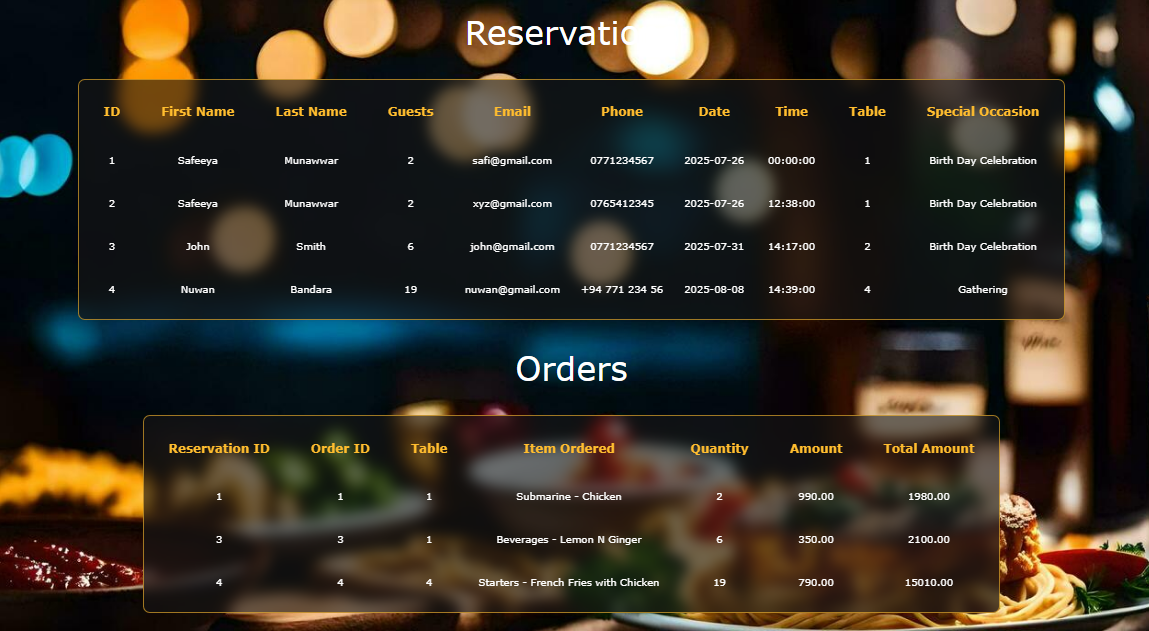 Reservatio
ID First Name Last Name Guests Email Phone Date Time Table Special Occasion
1 Safeeya Munawwar 2 safi@gmail.com 0771234567 2025-07-26 00:00:00 1 Birth Day Celebration
2 Safeeya Munawwar 2 xyz@gmail.com 0765412345 2025-07-26 12:38:00 1 Birth Day Celebration
3 John Smith 6 john@gmail.com 0771234567 2025-07-31 14:17:00 2 Birth Day Celebration
4 Nuwan Bandara 19 nuwan@gmail.com +94 771 234 56 2025-08-08 14:39:00 4 Gathering
Orders
Reservation ID Order ID Table Item Ordered Quantity Amount Total Amount
1 1 1 Submarine - Chicken 2 990.00 1980.00
3 3 1 Beverages - Lemon N Ginger 6 350.00 2100.00
4 4 4 Starters - French Fries with Chicken 19 790.00 15010.00